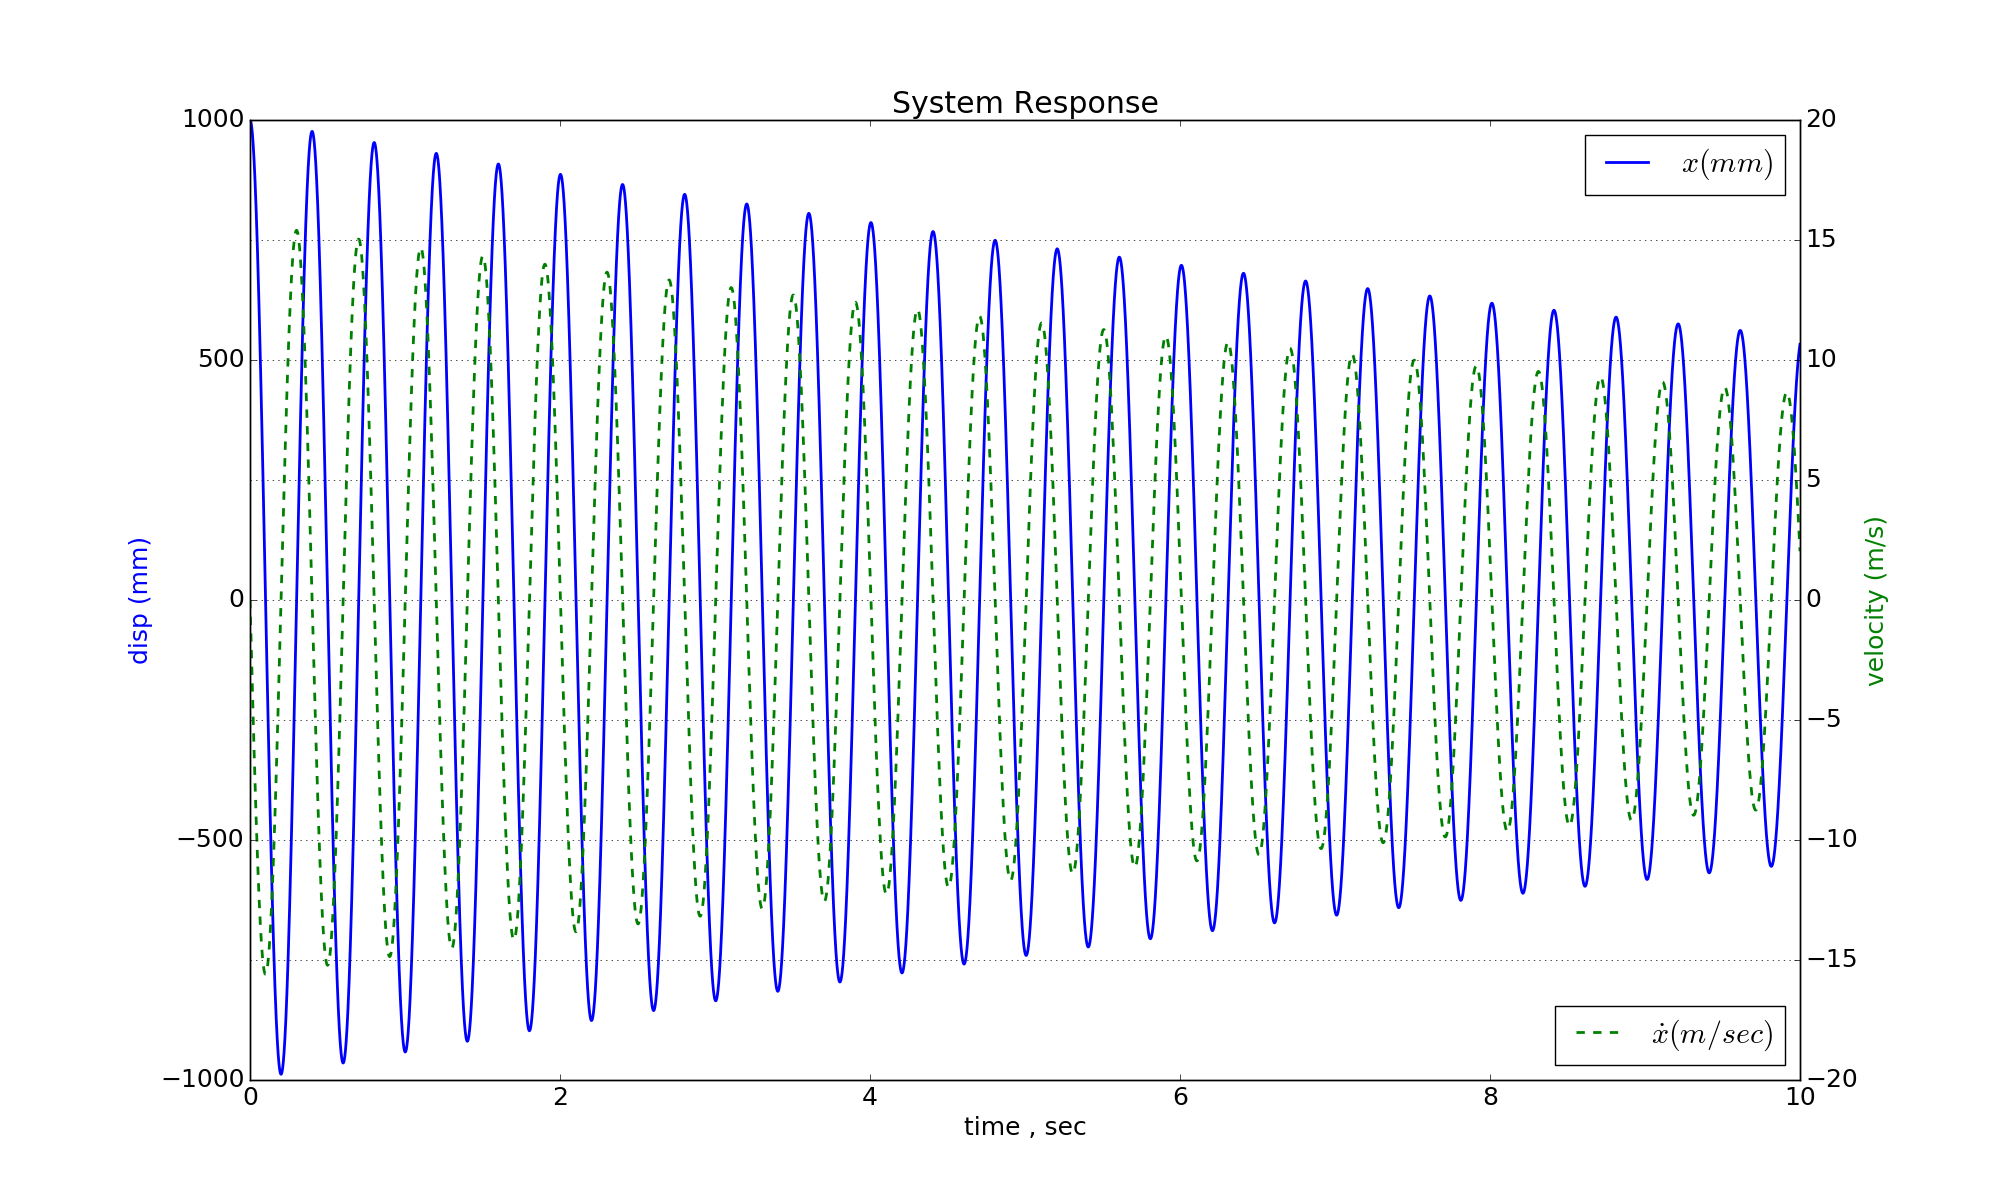 System Response
1000
500
0
−500
−1000
disp (mm)
20
15
10
5
0
−5
−10
−15
−20
velocity (m/s)
x(mm)
ẋ(m/sec)
0 2 4 6 8 10
time , sec